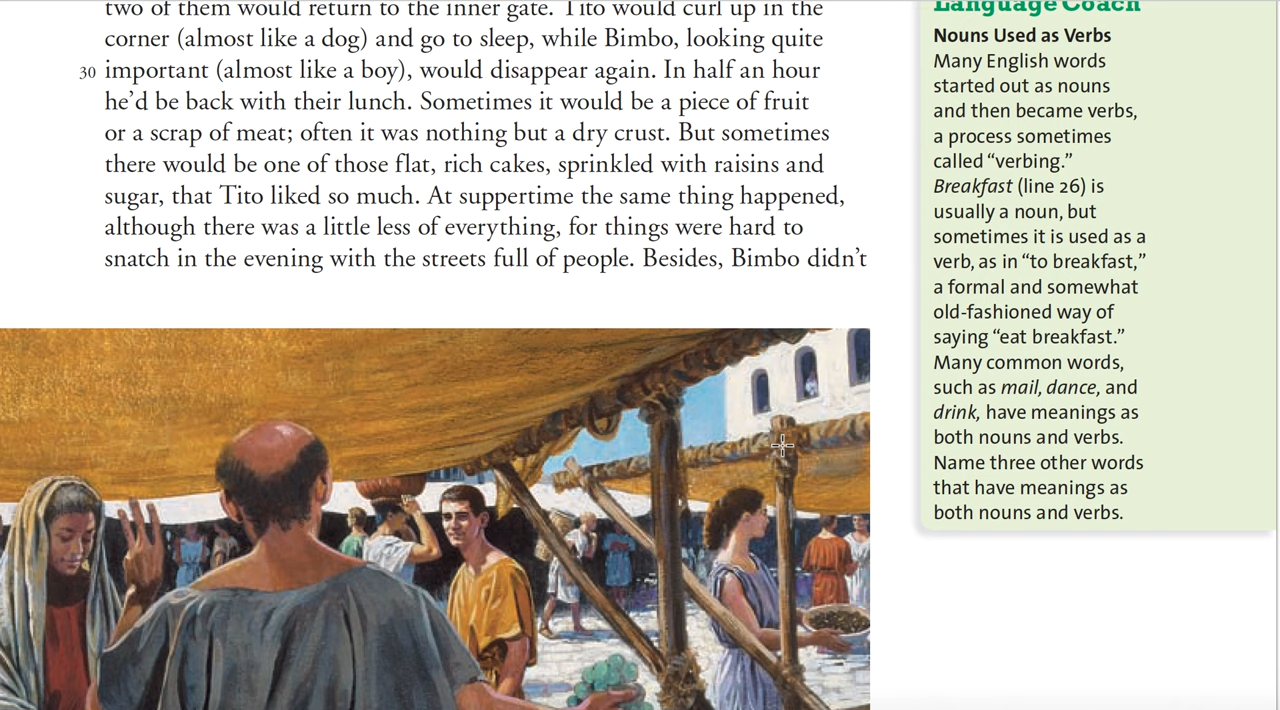 two of them would return to the inner gate. Tito would curl up in the
corner (almost like a dog) and go to sleep, while Bimbo, looking quite
30 important (almost like a boy), would disappear again. In half an hour
he’d be back with their lunch. Sometimes it would be a piece of fruit
or a scrap of meat; often it was nothing but a dry crust. But sometimes
there would be one of those flat, rich cakes, sprinkled with raisins and
sugar, that Tito liked so much. At suppertime the same thing happened,
although there was a little less of everything, for things were hard to
snatch in the evening with the streets full of people. Besides, Bimbo didn’t
Language Coach
Nouns Used as Verbs
Many English words
started out as nouns
and then became verbs,
a process sometimes
called “verbing.”
Breakfast (line 26) is
usually a noun, but
sometimes it is used as a
verb, as in “to breakfast,”
a formal and somewhat
old-fashioned way of
saying “eat breakfast.”
Many common words,
such as mail, dance, and
drink, have meanings as
both nouns and verbs.
Name three other words
that have meanings as
both nouns and verbs.